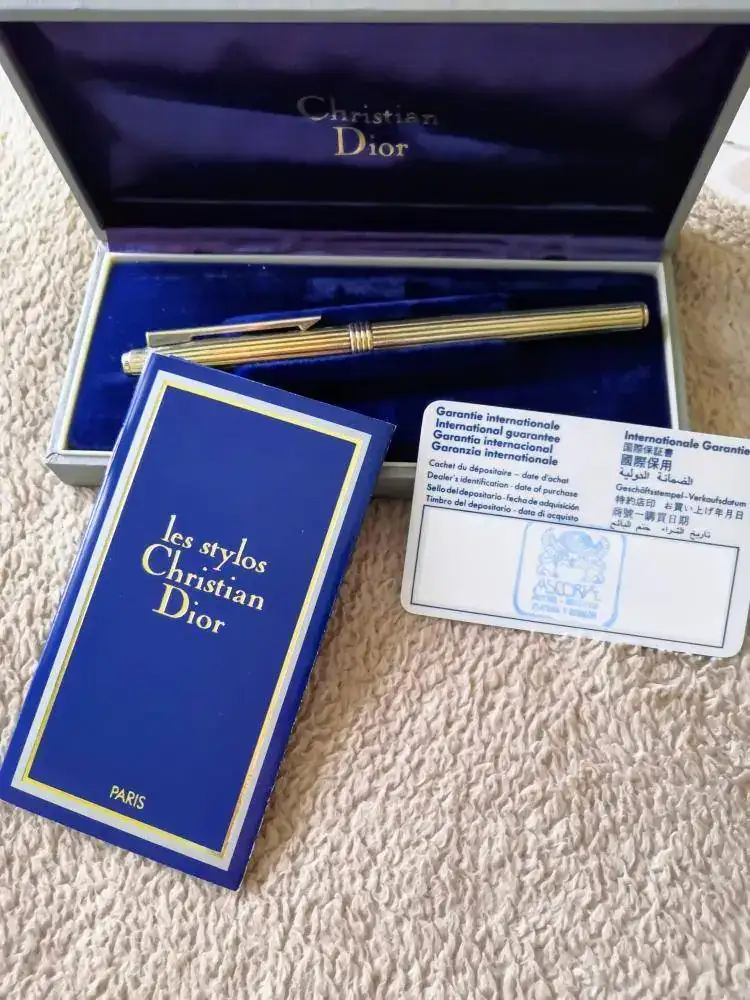 Christian
Dior
les stylos
Christian
Dior
PARIS
Garantie internationale
International guarantee
Garantía internacional
Garanzia internationale
Cachet du dépositaire – date d'achat
Dealer's identification - date of purchase
Sello del depositario - fecha de adquisición
Timbro del depositario - data di acquisto
Internationale Garantie
国際保証書
國際保用
الضمانة الدولية
Geschäftsstempel-Verkaufsdatum
特約店印 お買い上げ年月日
商號一購買日期
تاريخ الشراء ختم البائع